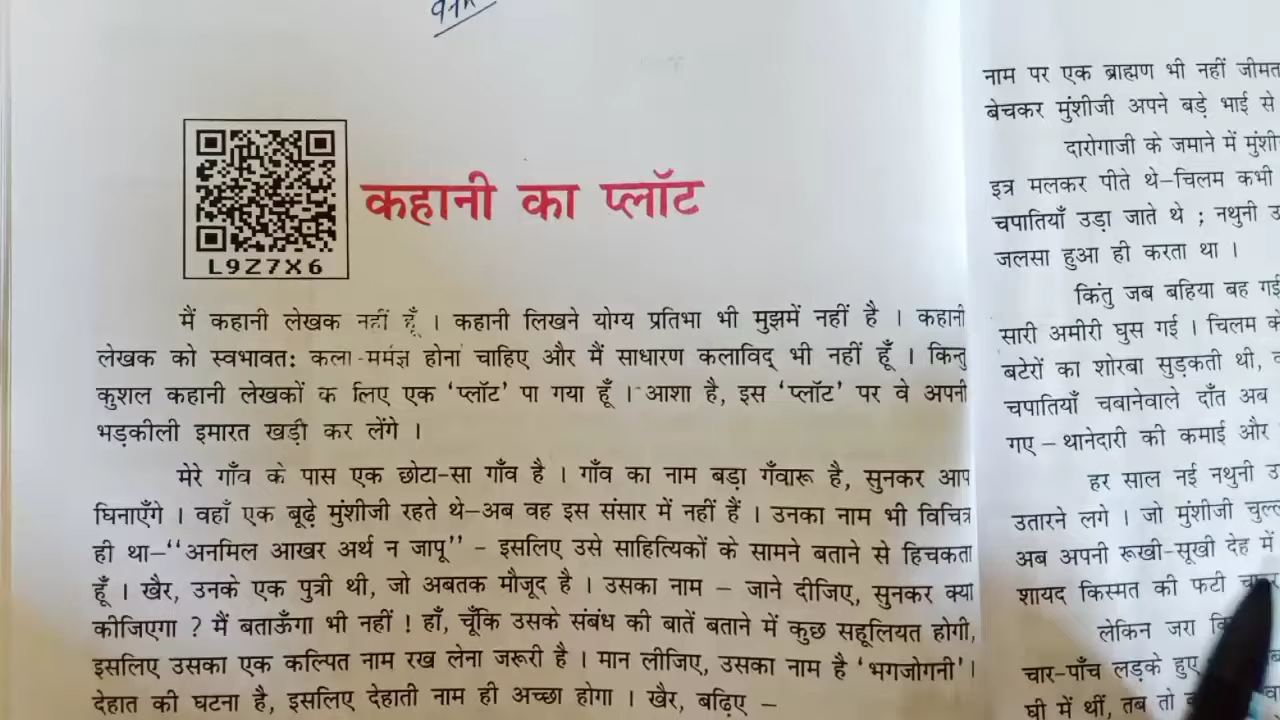 L9Z7X6
कहानी का प्लॉट
मैं कहानी लेखक नहीं हूँ । कहानी लिखने योग्य प्रतिभा भी मुझमें नहीं है । कहानी
लेखक को स्वभावतः कला-मर्मज्ञ होना चाहिए और मैं साधारण कलाविद् भी नहीं हूँ । किन्तु
कुशल कहानी लेखकों के लिए एक ‘प्लॉट’ पा गया हूँ । आशा है, इस ‘प्लॉट’ पर वे अपनी
भड़कीली इमारत खड़ी कर लेंगे ।
मेरे गाँव के पास एक छोटा-सा गाँव है । गाँव का नाम बड़ा गँवारू है, सुनकर आप
घिनाएँगे । वहाँ एक बूढ़े मुंशीजी रहते थे–अब वह इस संसार में नहीं हैं । उनका नाम भी विचित्र
ही था–‘‘अनमिल आखर अर्थ न जापू’’ - इसलिए उसे साहित्यिकों के सामने बताने से हिचकता
हूँ । खैर, उनके एक पुत्री थी, जो अबतक मौजूद है । उसका नाम – जाने दीजिए, सुनकर क्या
कीजिएगा ? मैं बताऊँगा भी नहीं ! हाँ, चूँकि उसके संबंध की बातें बताने में कुछ सहूलियत होगी,
इसलिए उसका एक कल्पित नाम रख लेना जरूरी है । मान लीजिए, उसका नाम है ‘भगजोगनी’ ।
देहात की घटना है, इसलिए देहाती नाम ही अच्छा होगा । खैर, बढ़िए –
नाम पर एक ब्राह्मण भी नहीं जीमत
बेचकर मुंशीजी अपने बड़े भाई से
दारोगाजी के जमाने में मुंशी
इत्र मलकर पीते थे–चिलम कभी
चपातियाँ उड़ा जाते थे ; नथुनी उ
जलसा हुआ ही करता था ।
किंतु जब बहिया बह गई
सारी अमीरी घुस गई । चिलम के
बटेरों का शोरबा सुड़कती थी,
चपातियाँ चबानेवाले दाँत अब
गए – थानेदारी की कमाई और
हर साल नई नथुनी उ
उतारने लगे । जो मुंशीजी चुल्ल
अब अपनी रूखी-सूखी देह में
शायद किस्मत की फटी
लेकिन जरा
चार-पाँच लड़के हुए
घी में थीं, तब तो